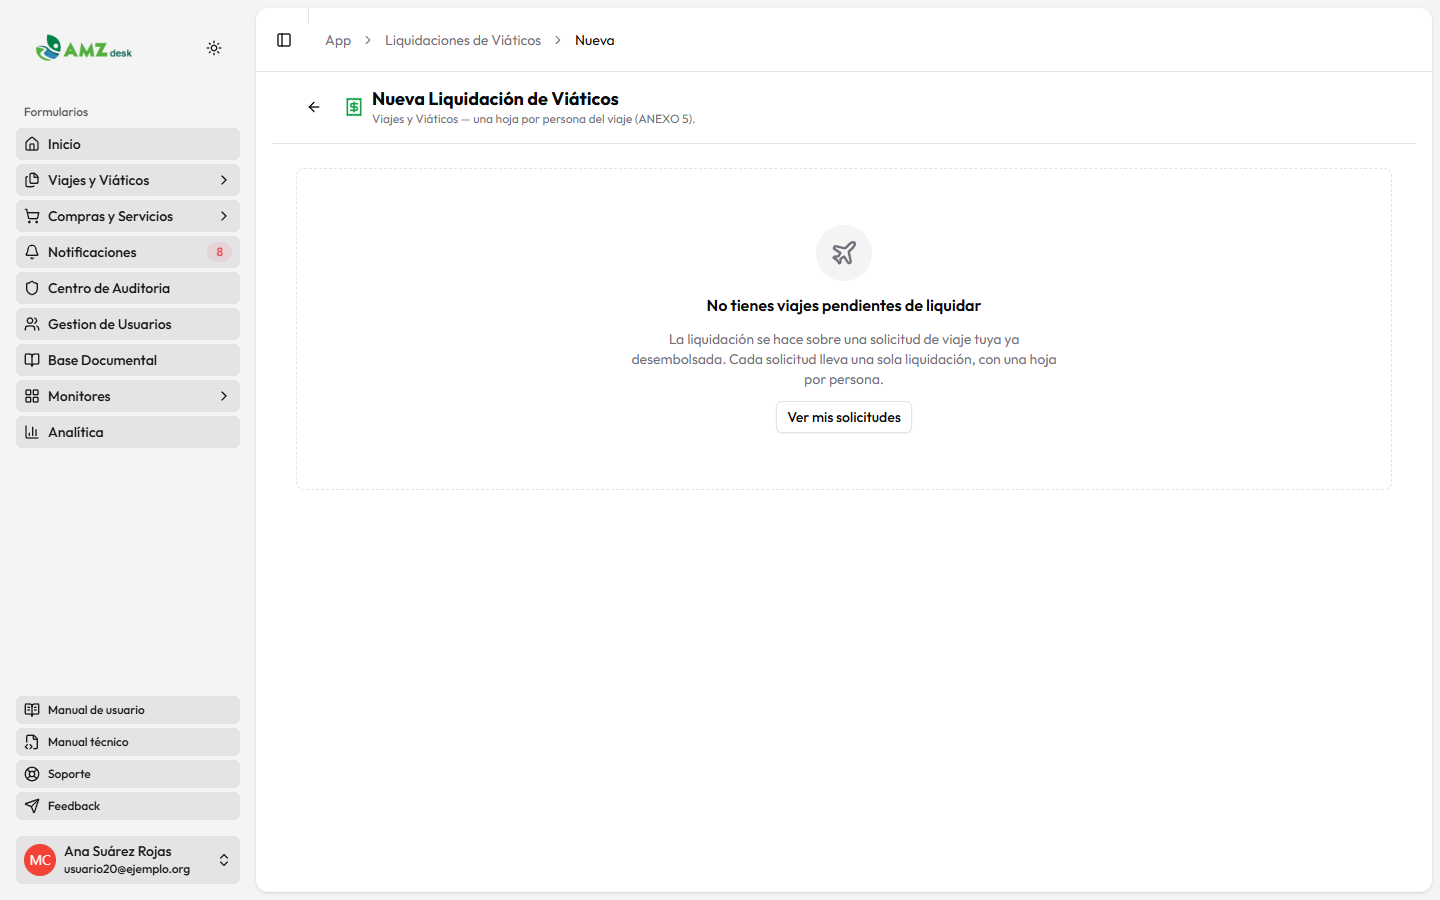 AMZ desk
Formularios
Inicio
Viajes y Viáticos
Compras y Servicios
Notificaciones 8
Centro de Auditoria
Gestion de Usuarios
Base Documental
Monitores
Analítica
Manual de usuario
Manual técnico
Soporte
Feedback
MC
Ana Suárez Rojas
usuario20@ejemplo.org
App > Liquidaciones de Viáticos > Nueva
Nueva Liquidación de Viáticos
Viajes y Viáticos — una hoja por persona del viaje (ANEXO 5).
No tienes viajes pendientes de liquidar
La liquidación se hace sobre una solicitud de viaje tuya ya
desembolsada. Cada solicitud lleva una sola liquidación, con una hoja
por persona.
Ver mis solicitudes